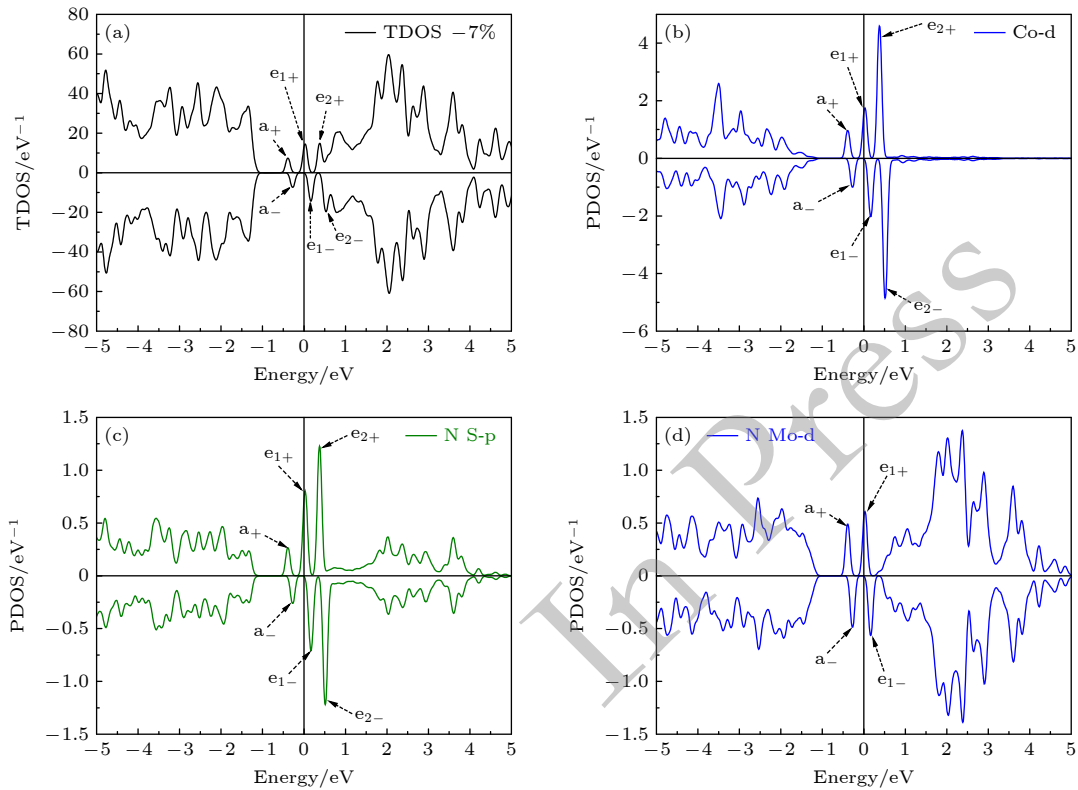 (a)
TDOS −7%
80
60
40
20
0
−20
−40
−60
−80
TDOS/eV⁻¹
a₊
e₁₊
e₂₊
a₋
e₁₋
e₂₋
−5 −4 −3 −2 −1 0 1 2 3 4 5
Energy/eV
(b)
Co-d
6
4
2
0
−2
−4
−6
PDOS/eV⁻¹
e₂₊
e₁₊
a₊
a₋
e₁₋
e₂₋
−5 −4 −3 −2 −1 0 1 2 3 4 5
Energy/eV
(c)
N S-p
1.5
1.0
0.5
0
−0.5
−1.0
−1.5
PDOS/eV⁻¹
e₂₊
e₁₊
a₊
a₋
e₁₋
e₂₋
−5 −4 −3 −2 −1 0 1 2 3 4 5
Energy/eV
(d)
N Mo-d
1.5
1.0
0.5
0
−0.5
−1.0
−1.5
PDOS/eV⁻¹
e₁₊
a₊
a₋
e₁₋
−5 −4 −3 −2 −1 0 1 2 3 4 5
Energy/eV
In Press